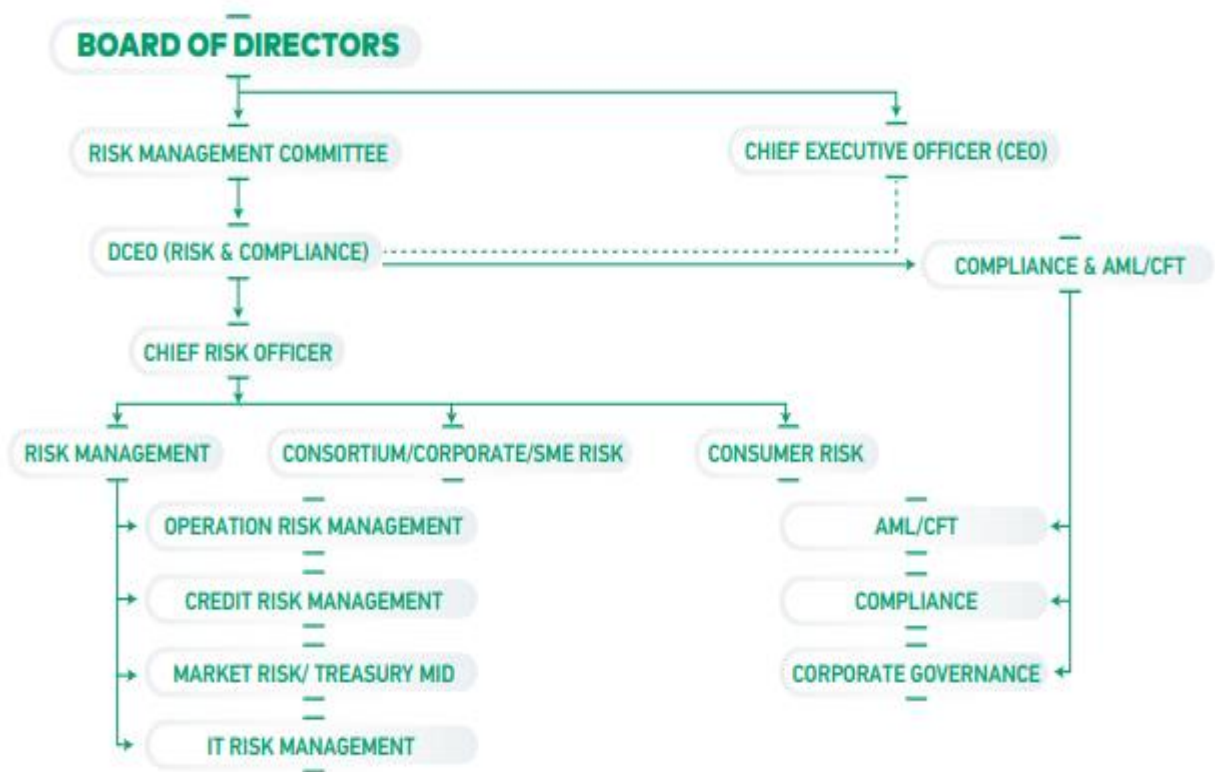 BOARD OF DIRECTORS
RISK MANAGEMENT COMMITTEE
CHIEF EXECUTIVE OFFICER (CEO)
DCEO (RISK & COMPLIANCE)
COMPLIANCE & AML/CFT
CHIEF RISK OFFICER
RISK MANAGEMENT
CONSORTIUM/CORPORATE/SME RISK
CONSUMER RISK
OPERATION RISK MANAGEMENT
AML/CFT
CREDIT RISK MANAGEMENT
COMPLIANCE
MARKET RISK/ TREASURY MID
CORPORATE GOVERNANCE
IT RISK MANAGEMENT